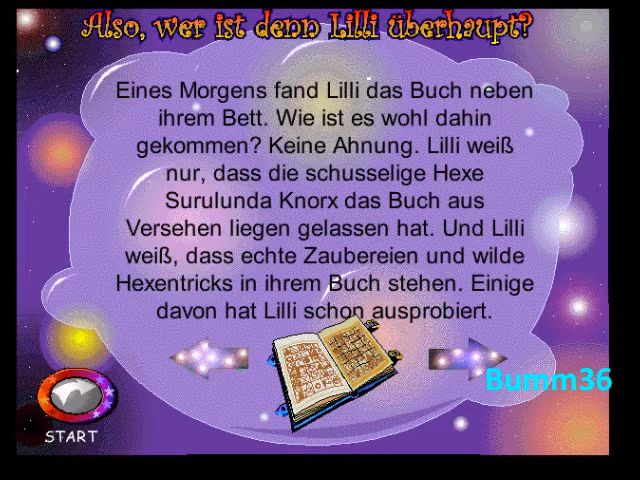 Also, wer ist denn Lilli überhaupt?
Eines Morgens fand Lilli das Buch neben
ihrem Bett. Wie ist es wohl dahin
gekommen? Keine Ahnung. Lilli weiß
nur, dass die schusselige Hexe
Surulunda Knorx das Buch aus
Versehen liegen gelassen hat. Und Lilli
weiß, dass echte Zaubereien und wilde
Hexentricks in ihrem Buch stehen. Einige
davon hat Lilli schon ausprobiert.
Bumm36
START